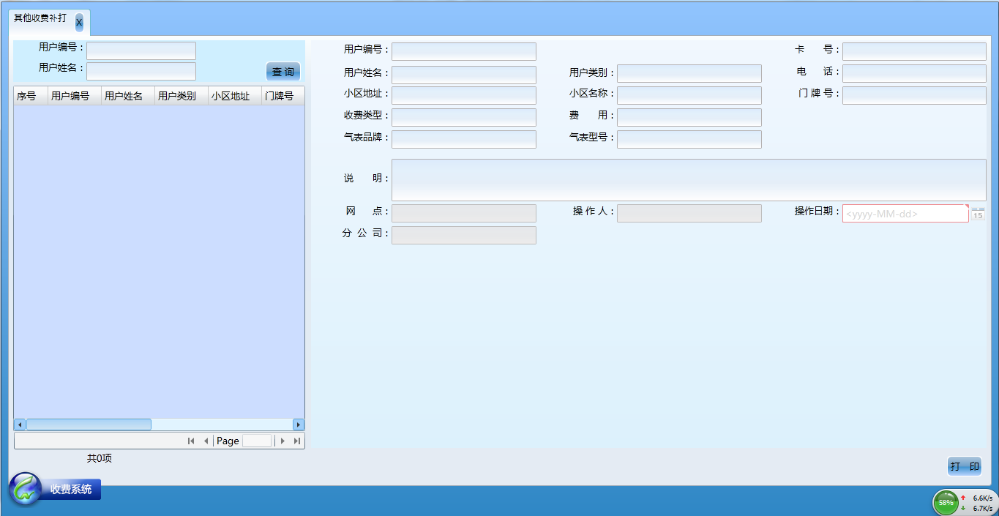 其他收费补打 X
用户编号：
用户姓名：
查 询
序号 用户编号 用户姓名 用户类别 小区地址 门牌号
Page
共0项
用户编号： 卡 号：
用户姓名： 用户类别： 电 话：
小区地址： 小区名称： 门 牌 号：
收费类型： 费 用：
气表品牌： 气表型号：
说 明：
网 点： 操 作 人： 操作日期： <yyyy-MM-dd> 15
分 公 司：
打 印
收费系统
58% 6.6K/s
6.7K/s